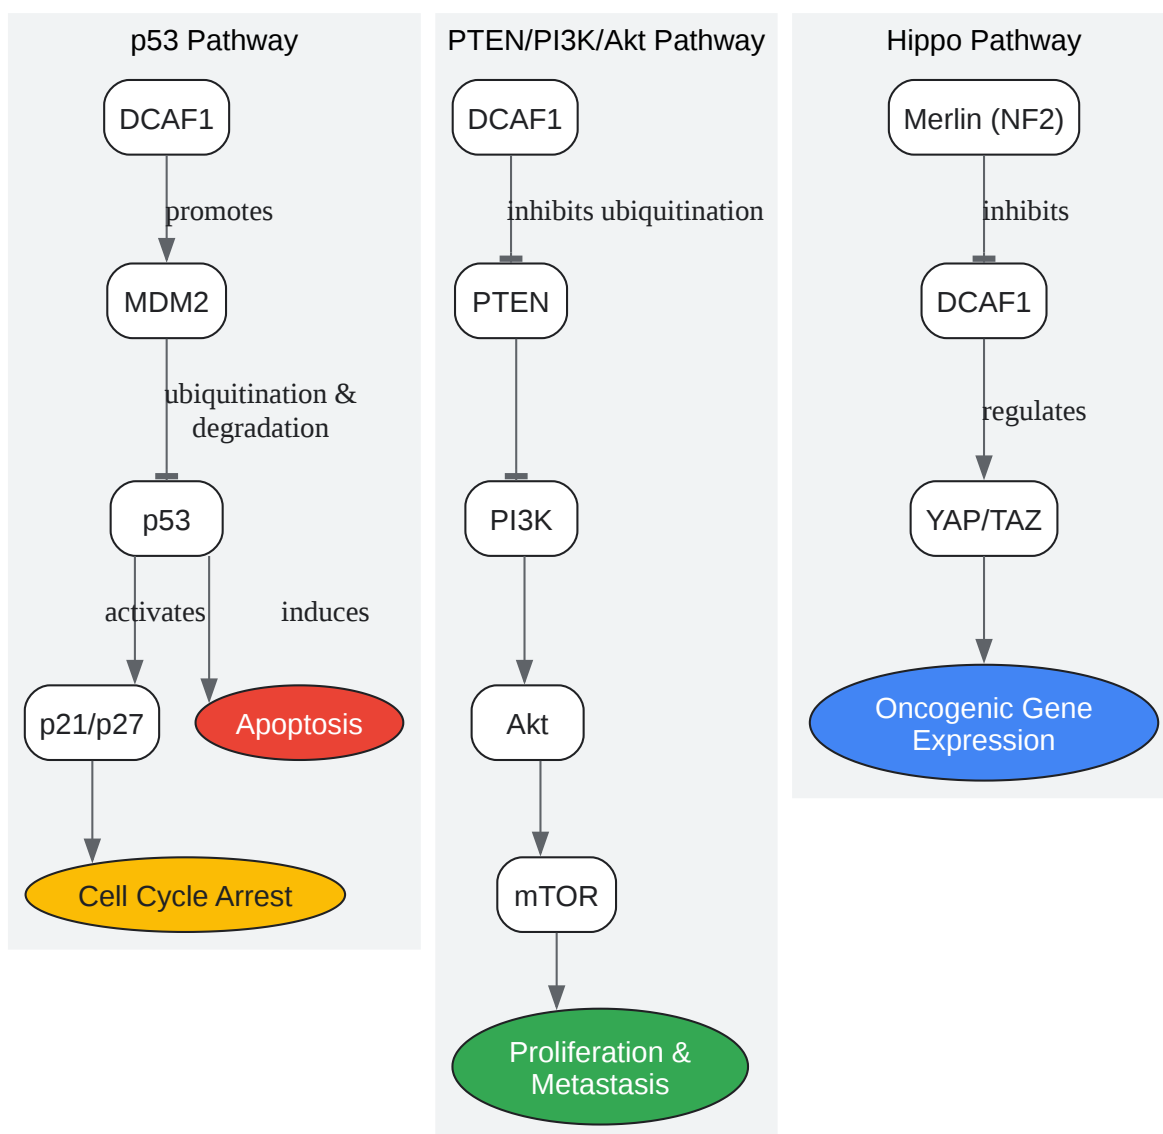 p53 Pathway
DCAF1
promotes
MDM2
ubiquitination &
degradation
p53
activates
induces
p21/p27
Apoptosis
Cell Cycle Arrest
PTEN/PI3K/Akt Pathway
DCAF1
inhibits ubiquitination
PTEN
PI3K
Akt
mTOR
Proliferation &
Metastasis
Hippo Pathway
Merlin (NF2)
inhibits
DCAF1
regulates
YAP/TAZ
Oncogenic Gene
Expression